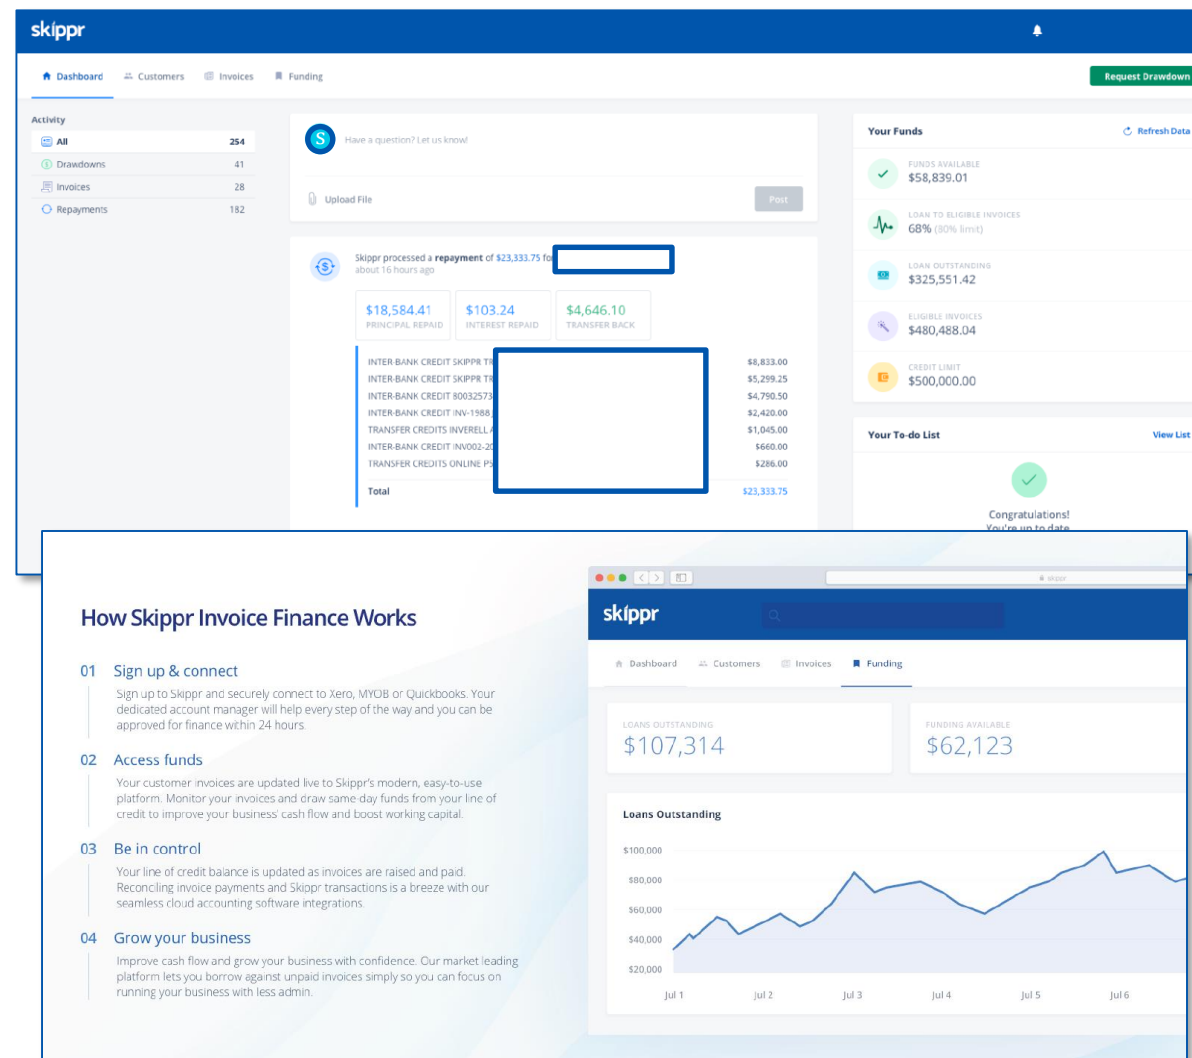 skippr
Dashboard
Customers
Invoices
Funding
Request Drawdown
Activity
All 254
Drawdowns 41
Invoices 28
Repayments 182
S
Have a question? Let us know!
Upload File
Post
Skippr processed a repayment of $23,333.75 for
about 16 hours ago
$18,584.41
PRINCIPAL REPAID
$103.24
INTEREST REPAID
$4,646.10
TRANSFER BACK
INTER-BANK CREDIT SKIPPR $8,833.00
INTER-BANK CREDIT SKIPPR $5,299.25
INTER-BANK CREDIT 80032573 $4,790.50
INTER-BANK CREDIT INV-1988 $2,420.00
TRANSFER CREDITS INVERELL $1,045.00
INTER-BANK CREDIT INV002-20 $660.00
TRANSFER CREDITS ONLINE $286.00
Total $23,333.75
Your Funds
Refresh Data
FUNDS AVAILABLE
$58,839.01
LOAN TO ELIGIBLE INVOICES
68% (80% limit)
LOAN OUTSTANDING
$325,551.42
ELIGIBLE INVOICES
$480,488.04
CREDIT LIMIT
$500,000.00
Your To-do List
View List
Congratulations!
You're up to date
How Skippr Invoice Finance Works
01 Sign up & connect
Sign up to Skippr and securely connect to Xero, MYOB or Quickbooks. Your
dedicated account manager will help every step of the way and you can be
approved for finance within 24 hours.
02 Access funds
Your customer invoices are updated live to Skippr's modern, easy-to-use
platform. Monitor your invoices and draw same-day funds from your line of
credit to improve your business' cash flow and boost working capital.
03 Be in control
Your line of credit balance is updated as invoices are raised and paid.
Reconciling invoice payments and Skippr transactions is a breeze with our
seamless cloud accounting software integrations.
04 Grow your business
Improve cash flow and grow your business with confidence. Our market leading
platform lets you borrow against unpaid invoices simply so you can focus on
running your business with less admin.
skippr
skippr
Dashboard
Customers
Invoices
Funding
LOANS OUTSTANDING
$107,314
FUNDING AVAILABLE
$62,123
Loans Outstanding
$100,000
$80,000
$60,000
$40,000
$20,000
Jul 1
Jul 2
Jul 3
Jul 4
Jul 5
Jul 6